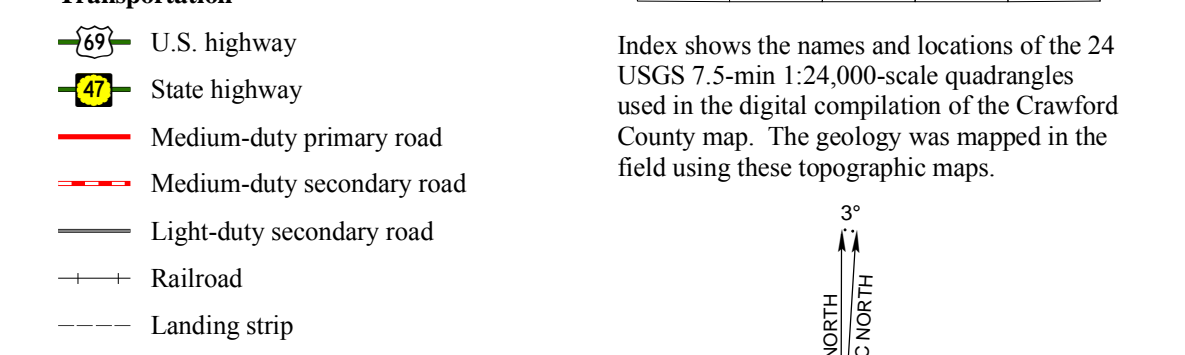 Transportation
69 U.S. highway
47 State highway
Medium-duty primary road
Medium-duty secondary road
Light-duty secondary road
Railroad
Landing strip
Index shows the names and locations of the 24
USGS 7.5-min 1:24,000-scale quadrangles
used in the digital compilation of the Crawford
County map. The geology was mapped in the
field using these topographic maps.
3°
NORTH
C NORTH